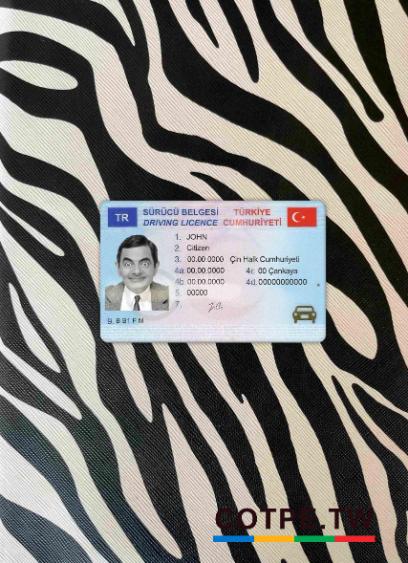 TR
SÜRÜCÜ BELGESİ TÜRKİYE
DRIVING LICENCE CUMHURİYETİ
1. JOHN
2. Citizen
3. 00.00.0000 Çin Halk Cumhuriyeti
4a. 00.00.0000 4c. 00 Çankaya
4b. 00.00.0000 4d. 00000000000
5. 00000
7.
COTPE.TW